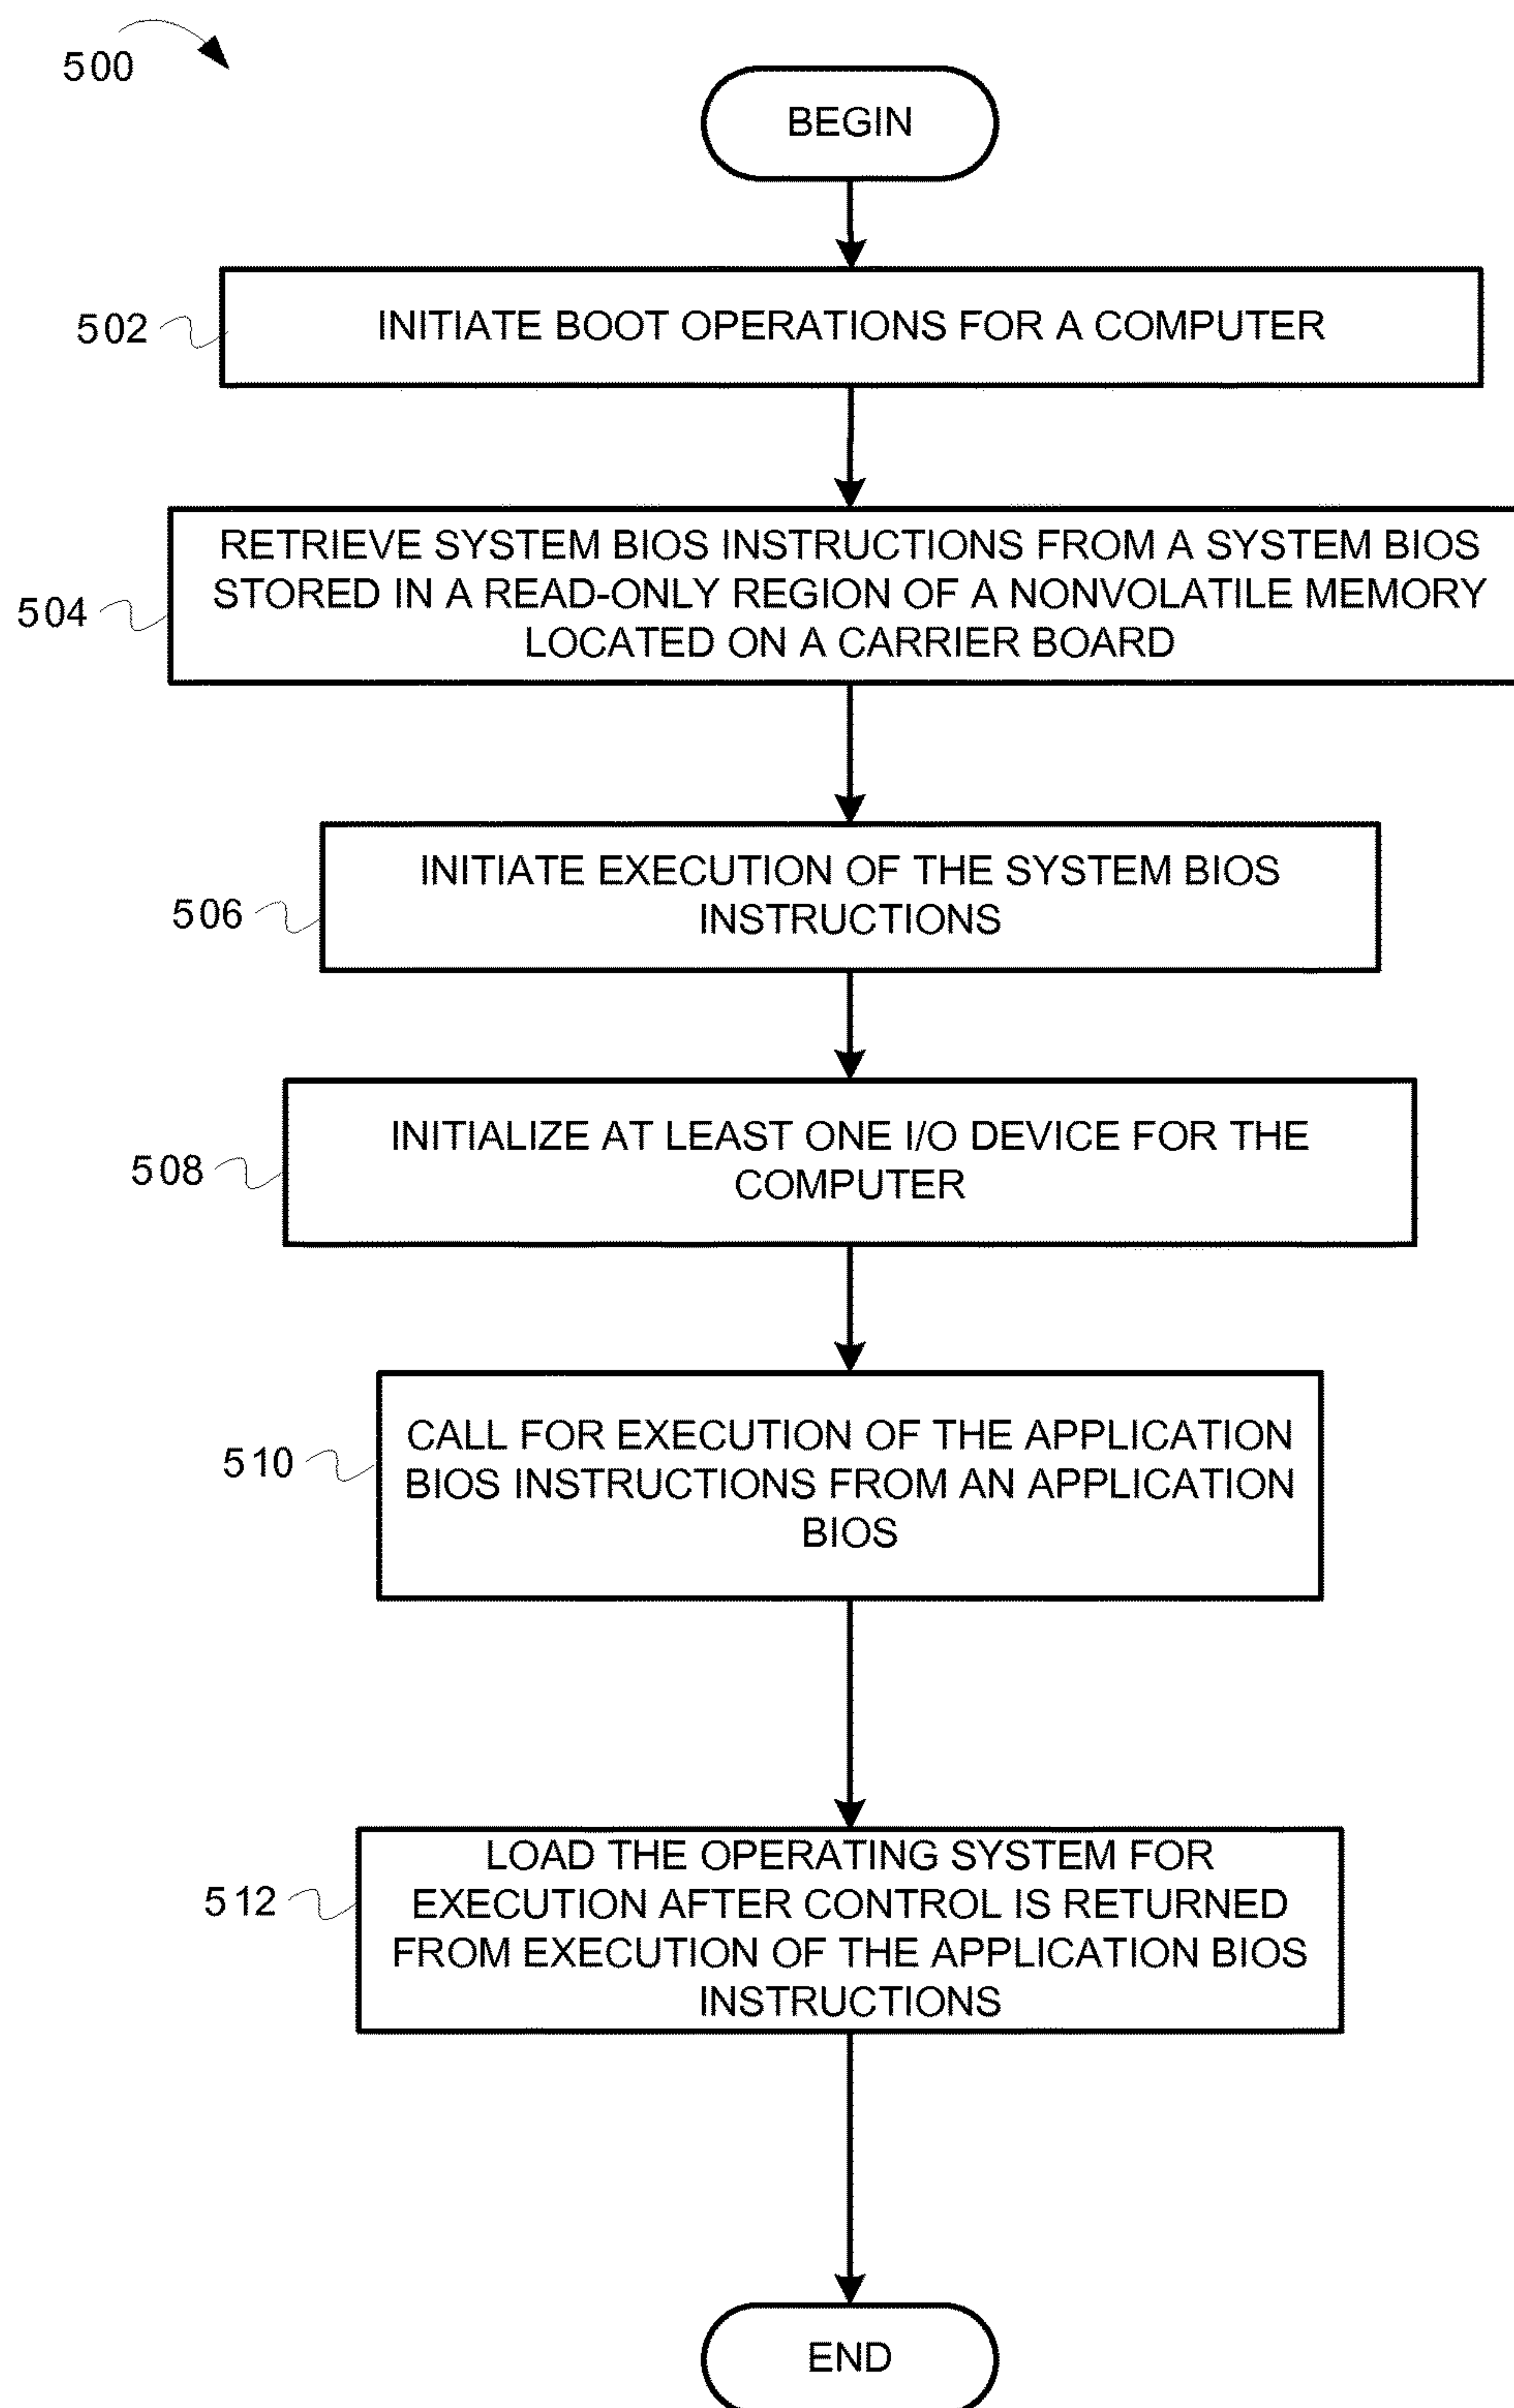 500
BEGIN
502
INITIATE BOOT OPERATIONS FOR A COMPUTER
504
RETRIEVE SYSTEM BIOS INSTRUCTIONS FROM A SYSTEM BIOS
STORED IN A READ-ONLY REGION OF A NONVOLATILE MEMORY
LOCATED ON A CARRIER BOARD
506
INITIATE EXECUTION OF THE SYSTEM BIOS
INSTRUCTIONS
508
INITIALIZE AT LEAST ONE I/O DEVICE FOR THE
COMPUTER
510
CALL FOR EXECUTION OF THE APPLICATION
BIOS INSTRUCTIONS FROM AN APPLICATION
BIOS
512
LOAD THE OPERATING SYSTEM FOR
EXECUTION AFTER CONTROL IS RETURNED
FROM EXECUTION OF THE APPLICATION BIOS
INSTRUCTIONS
END